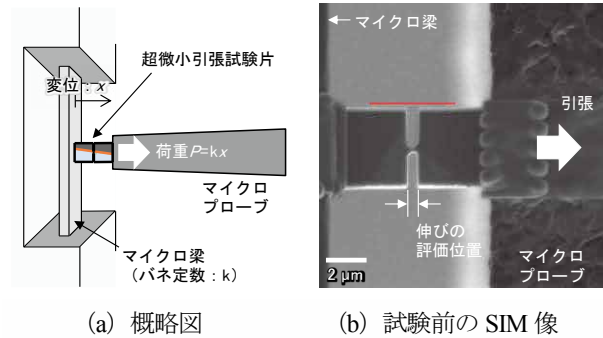 超微小引張試験片
変位：x
荷重P=kx
マイクロ
プローブ
マイクロ梁
（バネ定数：k）
(a) 概略図
マイクロ梁
引張
伸びの
評価位置
2 μm
マイクロ
プローブ
(b) 試験前の SIM 像